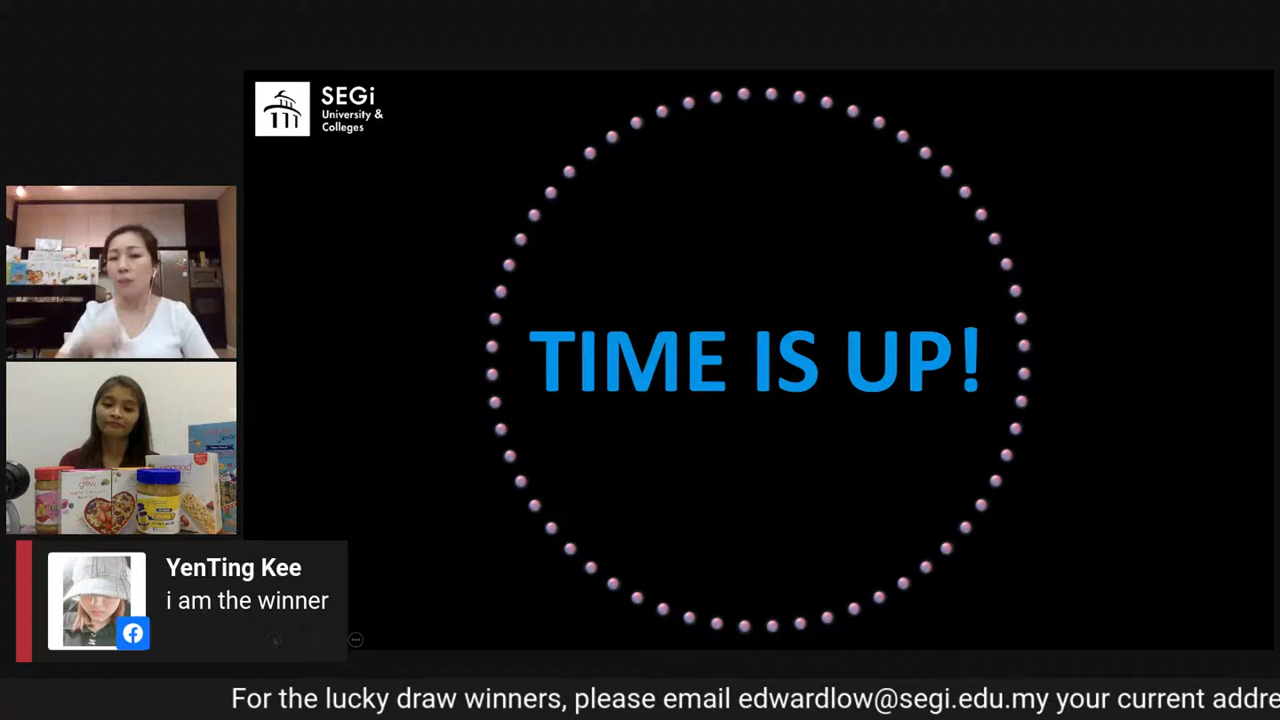 SEGi
University &
Colleges
TIME IS UP!
YenTing Kee
i am the winner
For the lucky draw winners, please email edwardlow@segi.edu.my your current addre